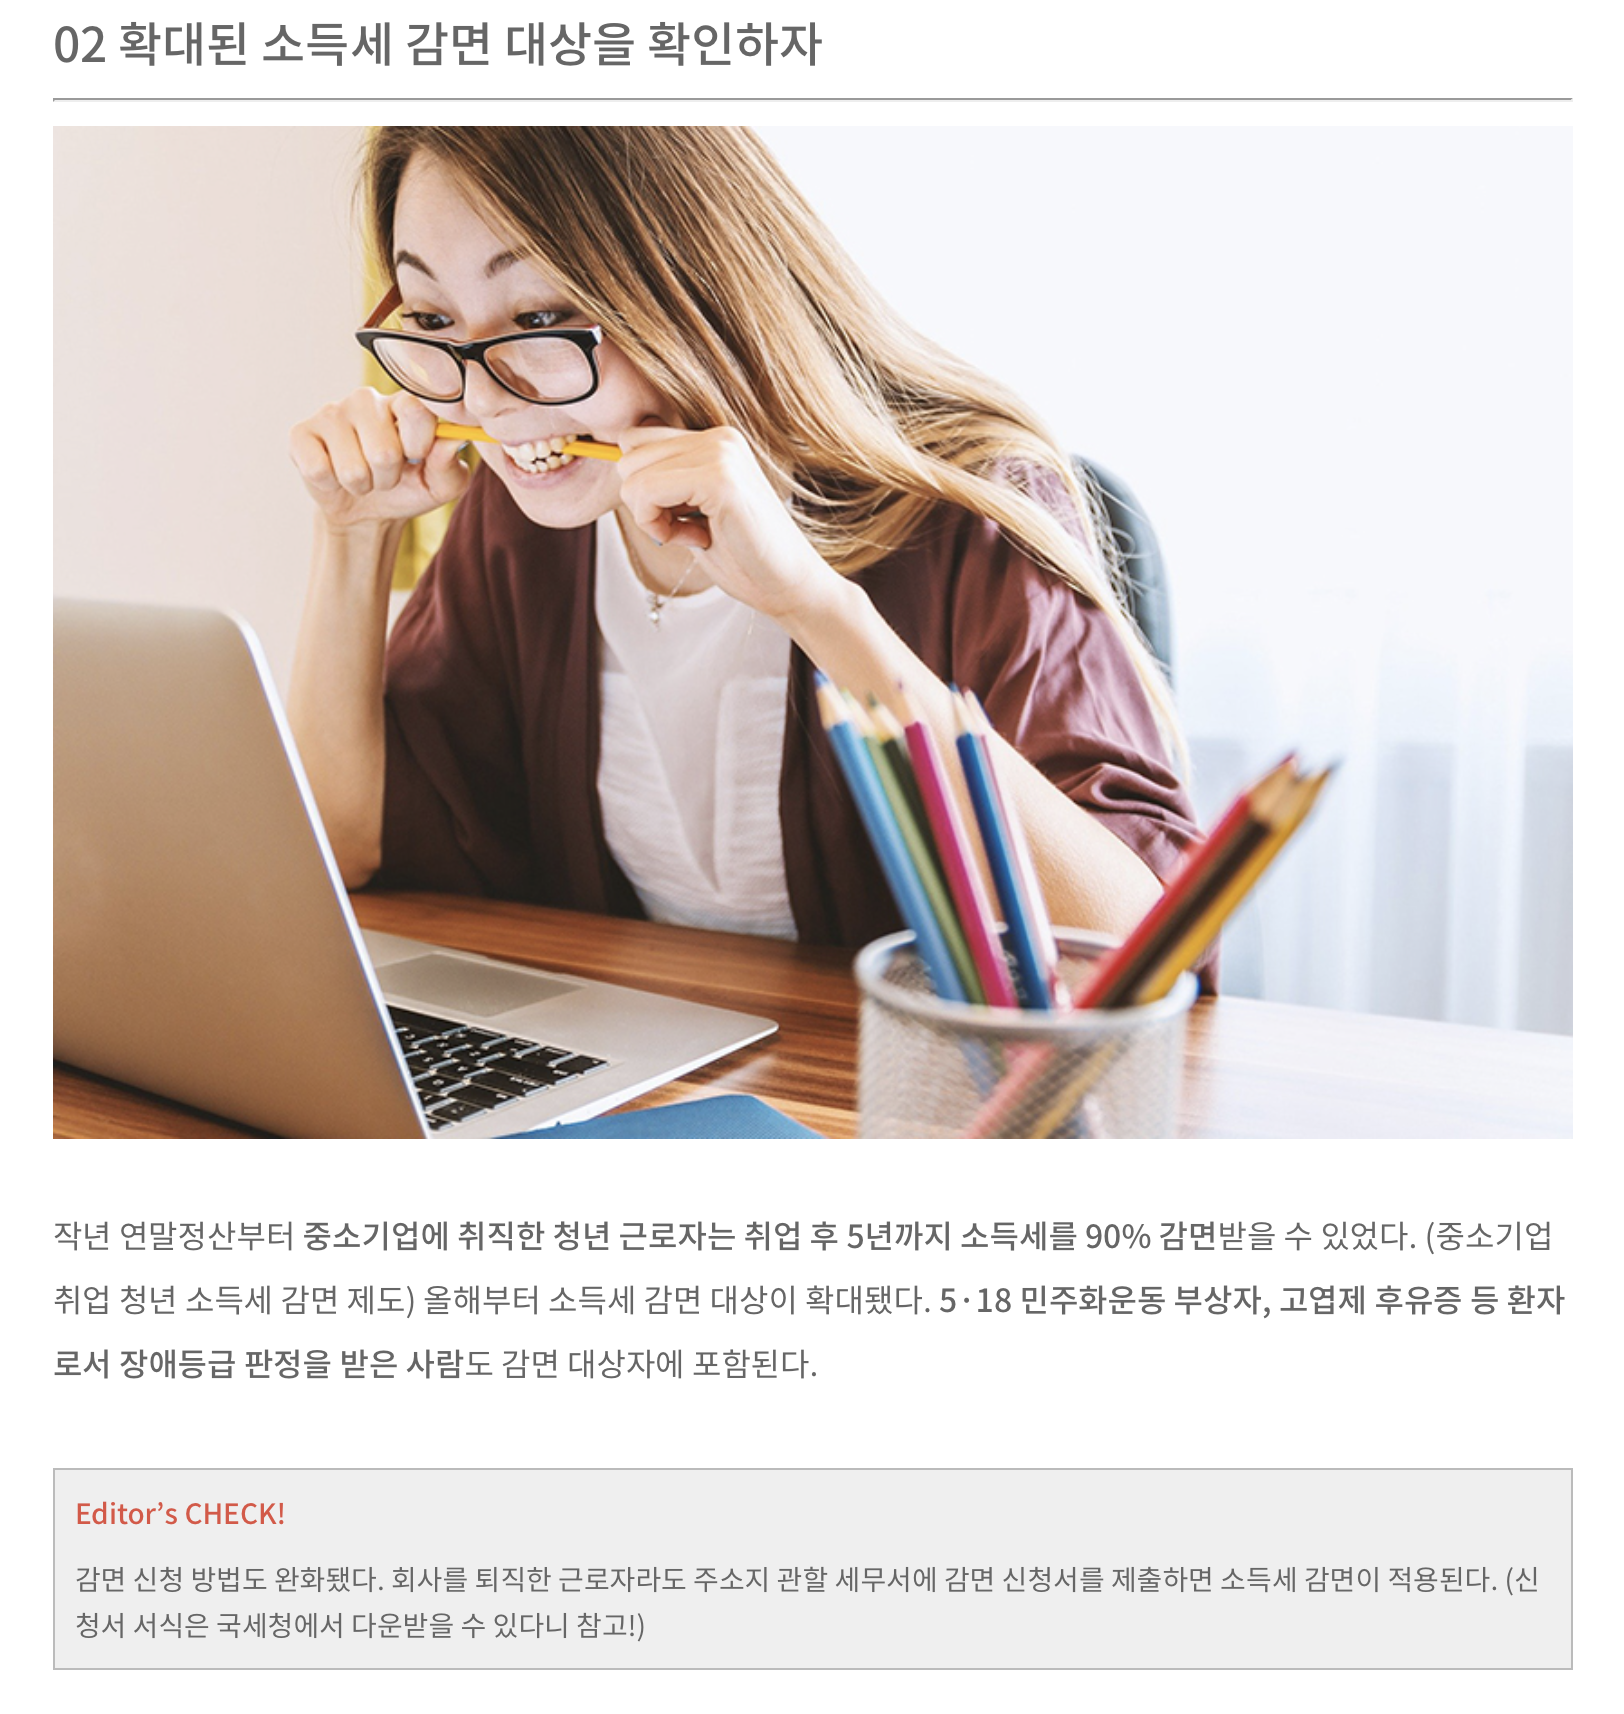 02 확대된 소득세 감면 대상을 확인하자
작년 연말정산부터 중소기업에 취직한 청년 근로자는 취업 후 5년까지 소득세를 90% 감면받을 수 있었다. (중소기업
취업 청년 소득세 감면 제도) 올해부터 소득세 감면 대상이 확대됐다. 5·18 민주화운동 부상자, 고엽제 후유증 등 환자
로서 장애등급 판정을 받은 사람도 감면 대상자에 포함된다.
Editor’s CHECK!
감면 신청 방법도 완화됐다. 회사를 퇴직한 근로자라도 주소지 관할 세무서에 감면 신청서를 제출하면 소득세 감면이 적용된다. (신
청서 서식은 국세청에서 다운받을 수 있다니 참고!)